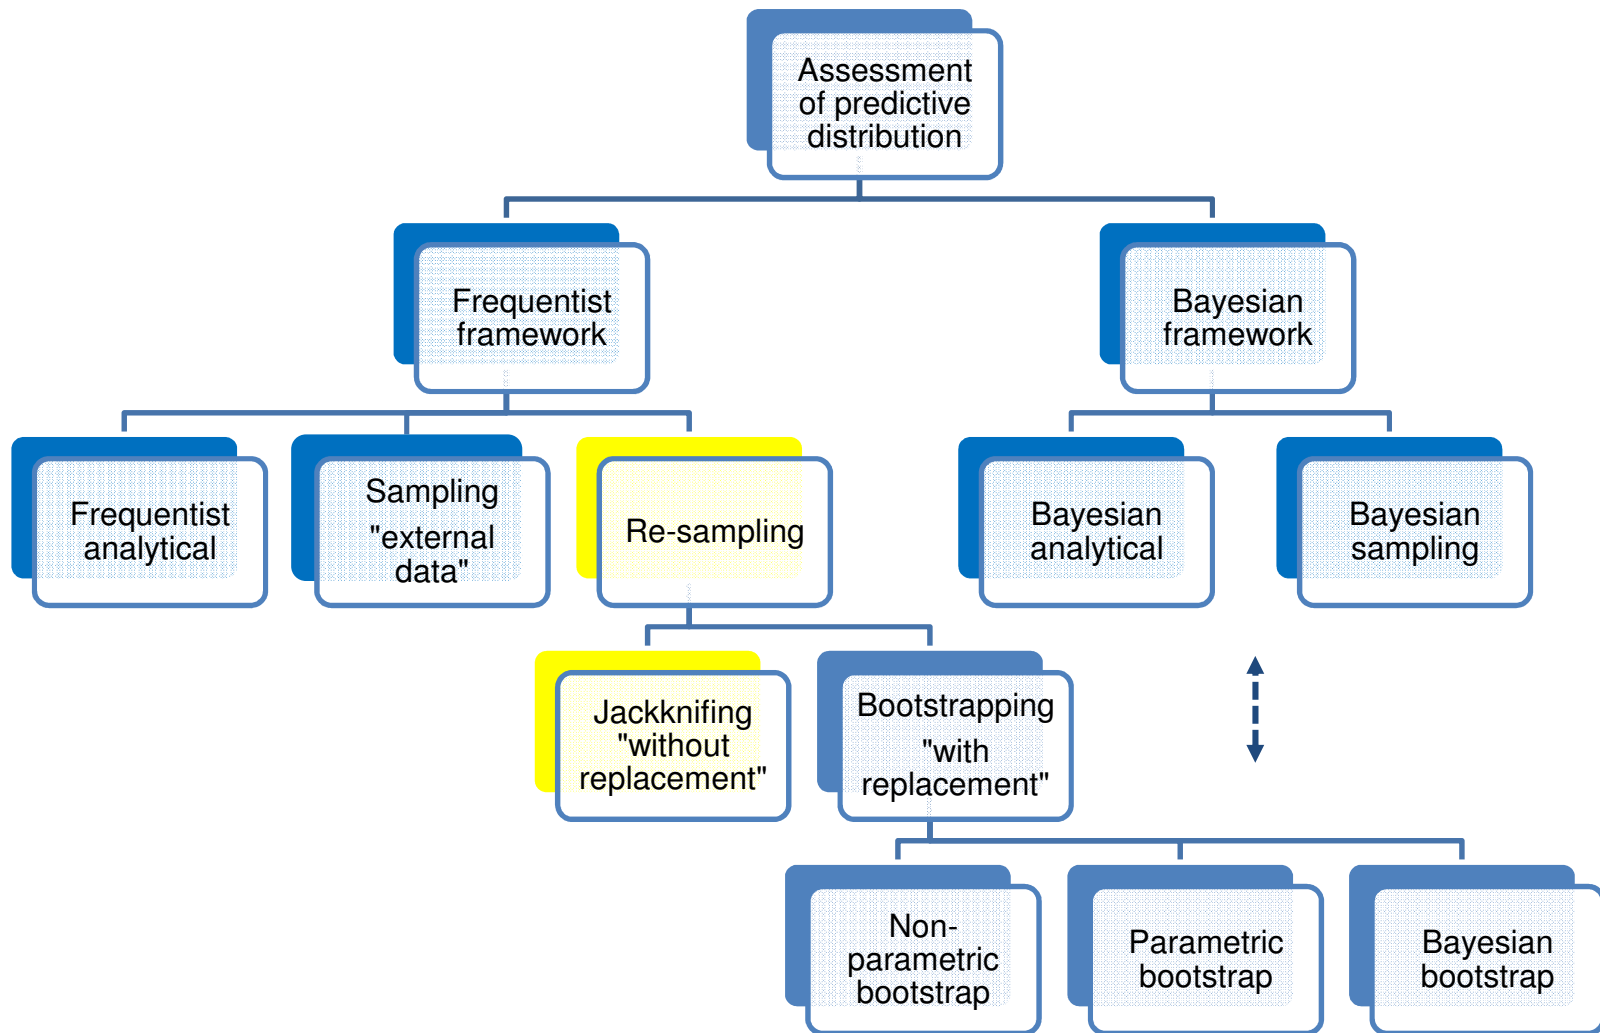 Assessment
of predictive
distribution
Frequentist
framework
Bayesian
framework
Frequentist
analytical
Sampling
"external
data"
Re-sampling
Bayesian
analytical
Bayesian
sampling
Jackknifing
"without
replacement"
Bootstrapping
"with
replacement"
Non-
parametric
bootstrap
Parametric
bootstrap
Bayesian
bootstrap